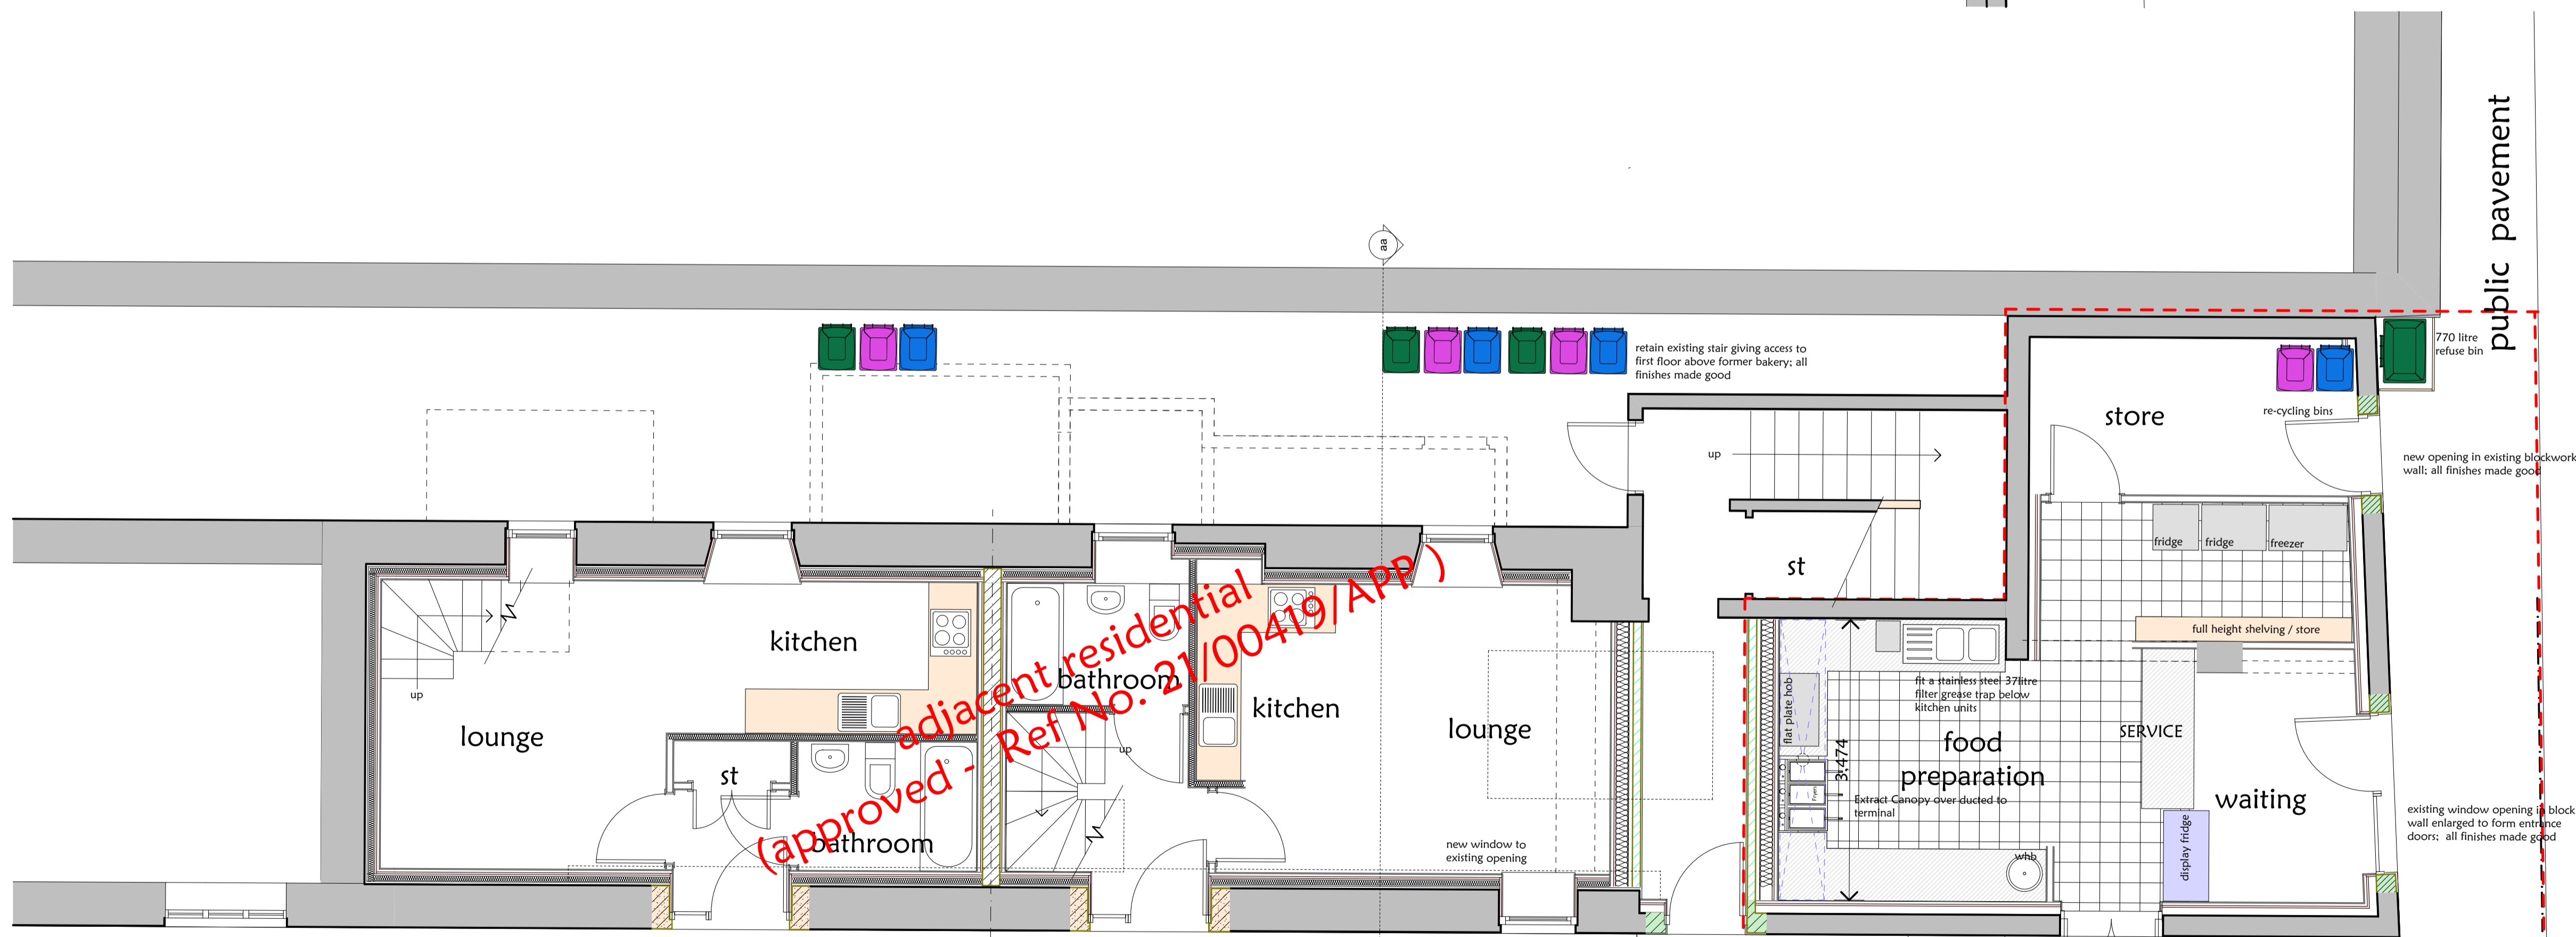 public pavement
aa
770 litre
refuse bin
retain existing stair giving access to
first floor above former bakery; all
finishes made good
re-cycling bins
store
up
new opening in existing blockwork
wall; all finishes made good
st
fridge
fridge
freezer
full height shelving / store
kitchen
adjacent residential
(approved - Ref No. 21/00419/APP )
bathroom
up
lounge
kitchen
lounge
up
st
bathroom
new window to
existing opening
flat plate hob
fit a stainless steel 37litre
filter grease trap below
kitchen units
3.474
food
preparation
SERVICE
Fryers
Extract Canopy over ducted to
terminal
whb
display fridge
waiting
existing window opening in block
wall enlarged to form entrance
doors; all finishes made good